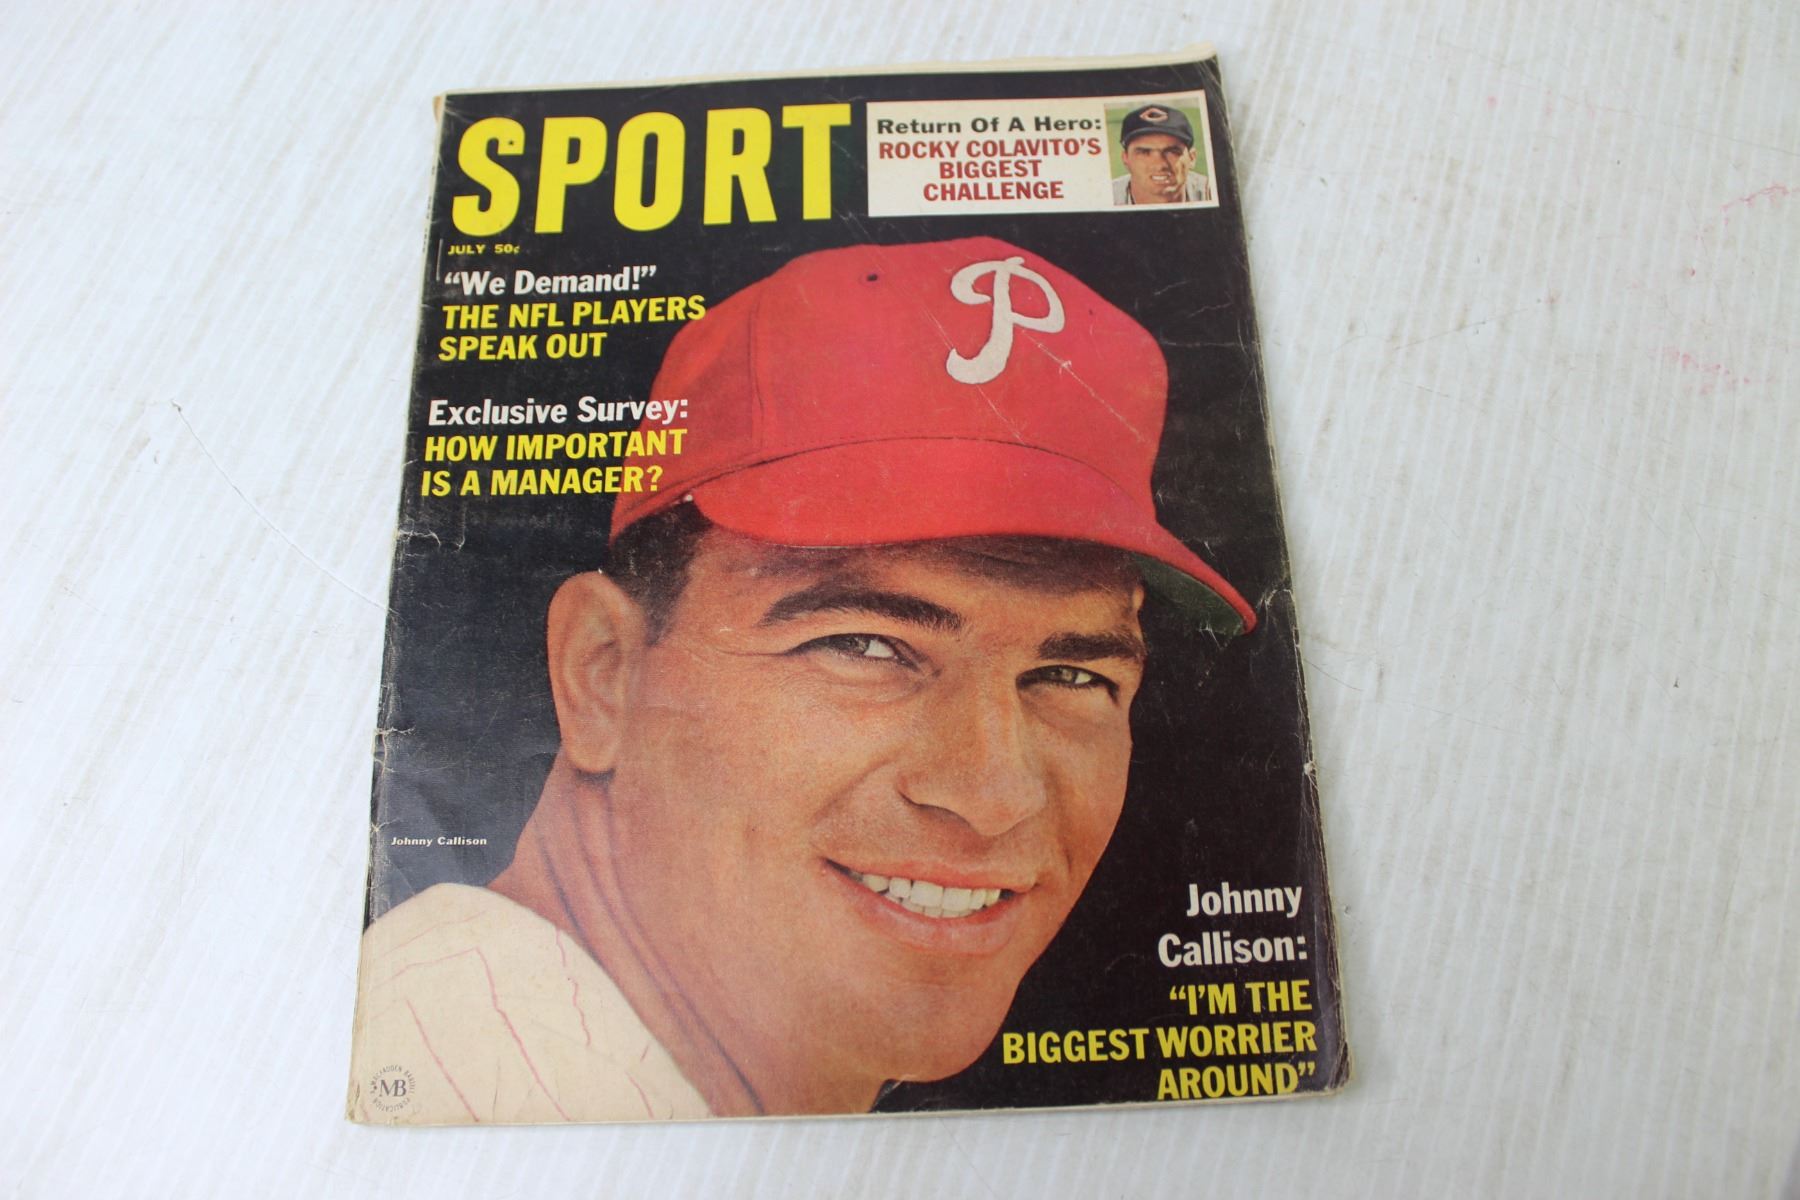 SPORT
Return Of A Hero:
ROCKY COLAVITO'S
BIGGEST
CHALLENGE
C
JULY 50¢
P
“We Demand!”
THE NFL PLAYERS
SPEAK OUT
Exclusive Survey:
HOW IMPORTANT
IS A MANAGER?
Johnny Callison
Johnny
Callison:
“I'M THE
BIGGEST WORRIER
AROUND”
MB